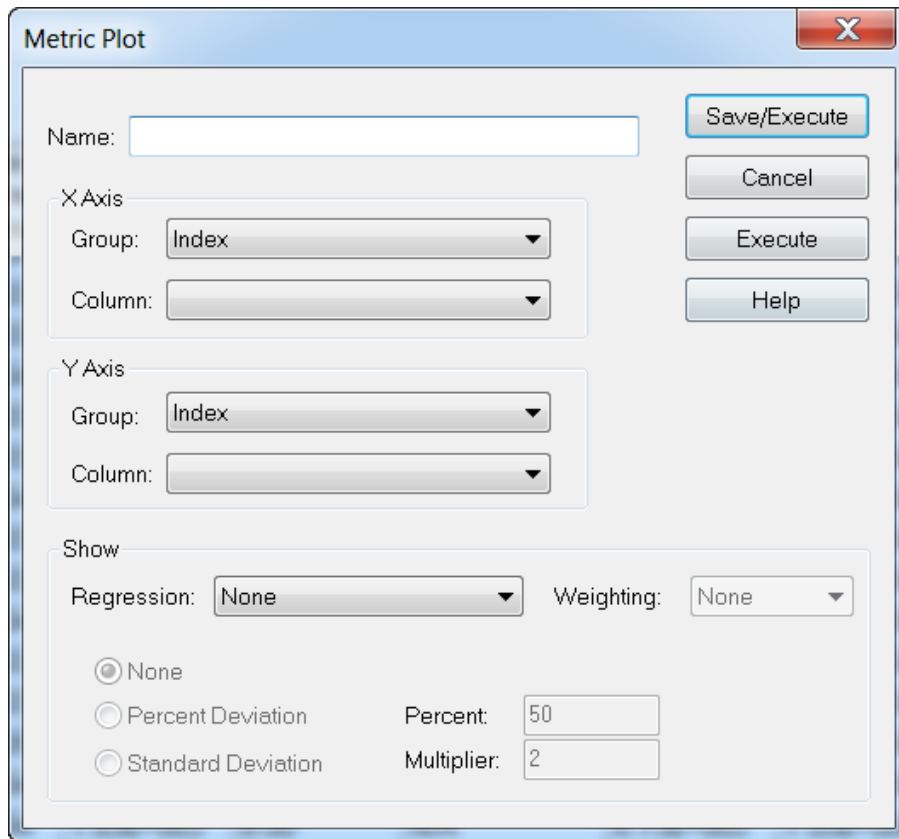 Metric Plot
Name:
Save/Execute
Cancel
X Axis
Group: Index
Execute
Column:
Help
Y Axis
Group: Index
Column:
Show
Regression: None Weighting: None
None
Percent Deviation Percent: 50
Standard Deviation Multiplier: 2